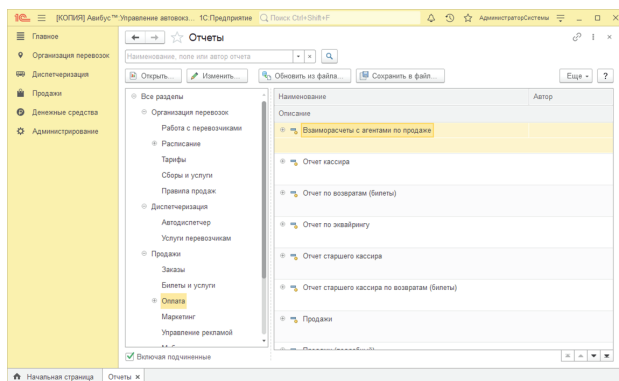 1С [КОПИЯ] Авибус™:Управление автовокз... 1С:Предприятие Поиск Ctrl+Shift+F АдминистраторСистемы
Главное
Организация перевозок
Диспетчеризация
Продажи
Денежные средства
Администрирование
Отчеты
Наименование, поле или автор отчета
Открыть... Изменить... Обновить из файла... Сохранить в файл... Еще ?
Все разделы
Организация перевозок
Работа с перевозчиками
Расписание
Тарифы
Сборы и услуги
Правила продаж
Диспетчеризация
Автодиспетчер
Услуги перевозчикам
Продажи
Заказы
Билеты и услуги
Оплата
Маркетинг
Управление рекламой
Включая подчиненные
Наименование Автор
Описание
Взаиморасчеты с агентами по продаже
Отчет кассира
Отчет по возвратам (билеты)
Отчет по эквайрингу
Отчет старшего кассира
Отчет старшего кассира по возвратам (билеты)
Продажи
Начальная страница Отчеты ×